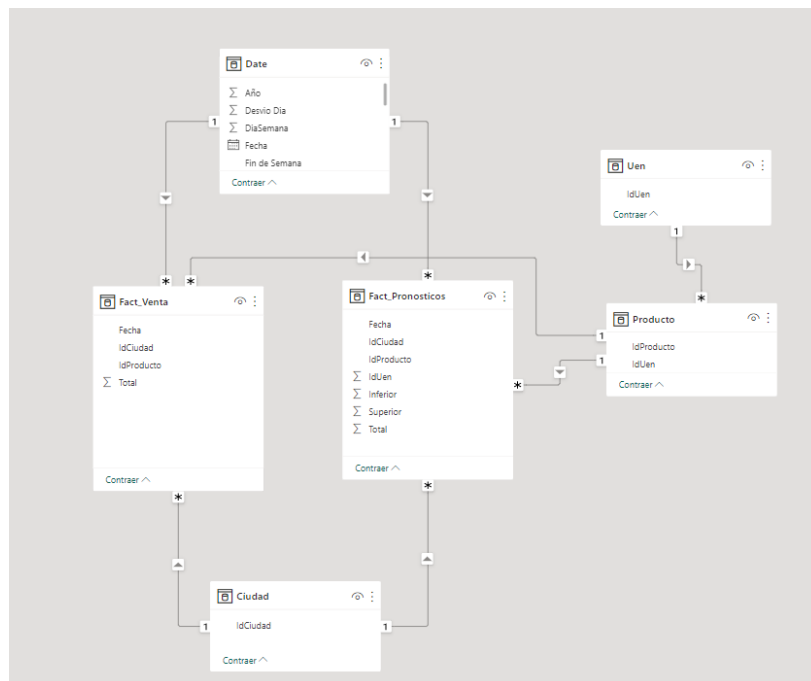 Date
Σ Año
Σ Desvio Dia
Σ DiaSemana
Fecha
Fin de Semana
Contraer
1
1
Uen
IdUen
Contraer
1
*
*
*
*
Fact_Venta
Fecha
IdCiudad
IdProducto
Σ Total
Contraer
*
Fact_Pronosticos
Fecha
IdCiudad
IdProducto
Σ IdUen
Σ Inferior
Σ Superior
Σ Total
Contraer
*
*
Producto
IdProducto
IdUen
Contraer
1
1
Ciudad
IdCiudad
Contraer
1
1